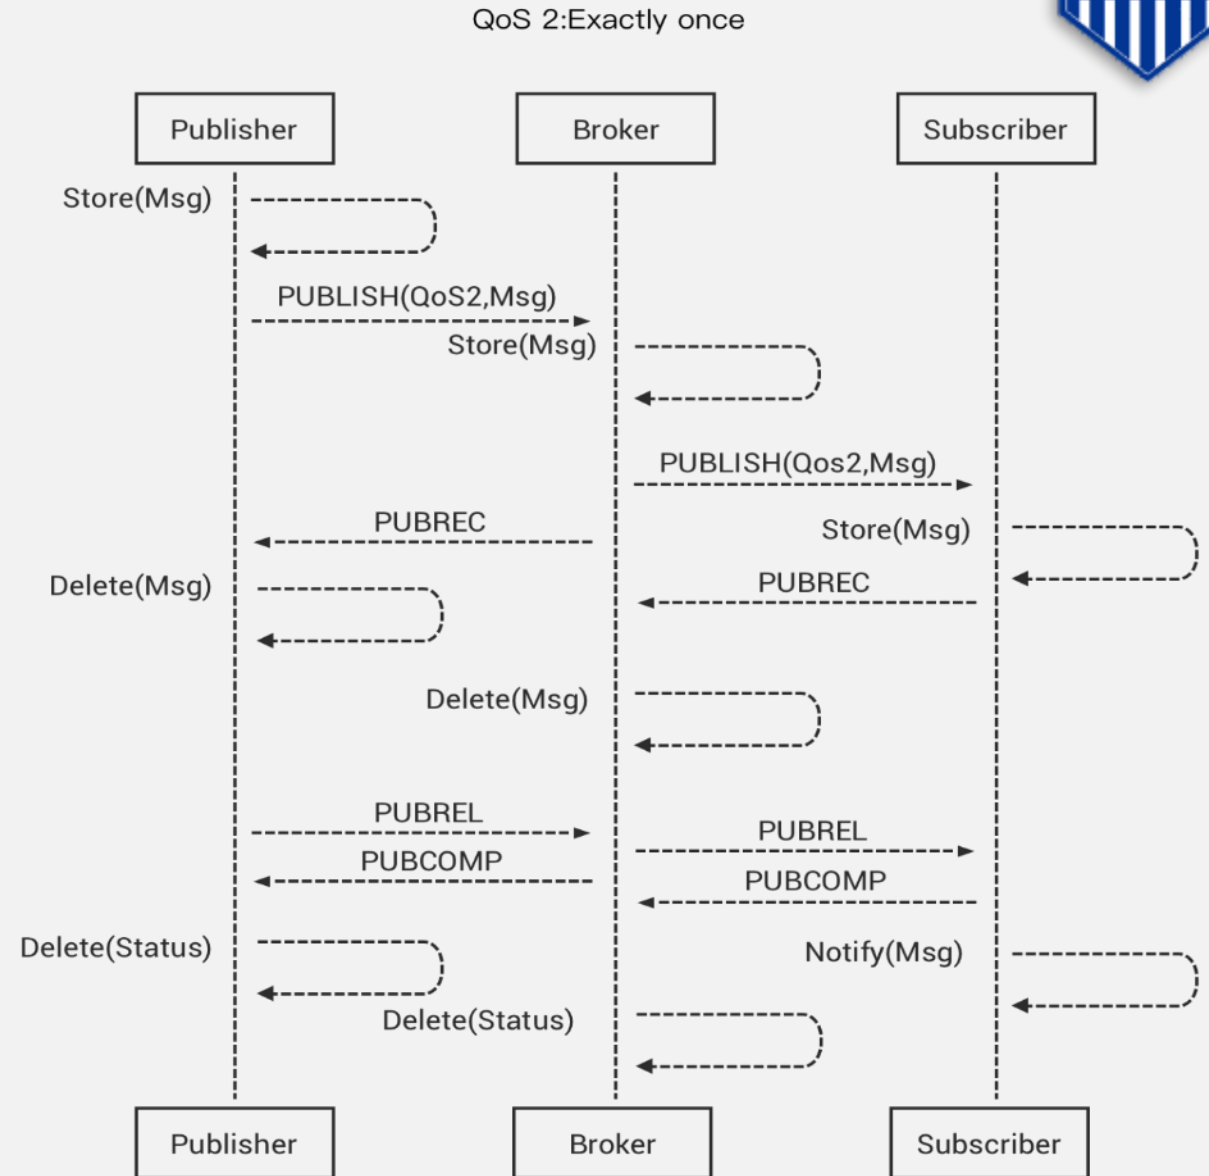 QoS 2:Exactly once
Publisher
Broker
Subscriber
Store(Msg)
PUBLISH(QoS2,Msg)
Store(Msg)
PUBLISH(Qos2,Msg)
PUBREC
Store(Msg)
Delete(Msg)
PUBREC
Delete(Msg)
PUBREL
PUBREL
PUBCOMP
PUBCOMP
Delete(Status)
Notify(Msg)
Delete(Status)
Publisher
Broker
Subscriber